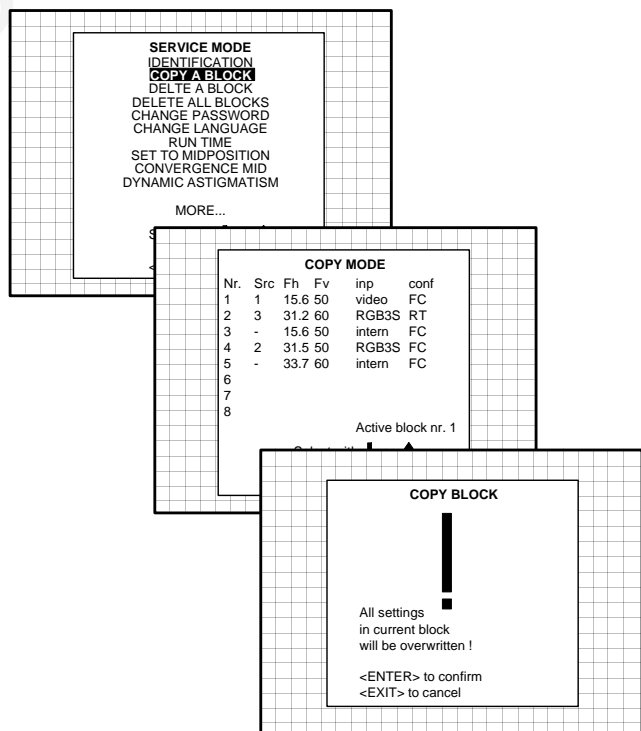 SERVICE MODE
IDENTIFICATION
COPY A BLOCK
DELTE A BLOCK
DELETE ALL BLOCKS
CHANGE PASSWORD
CHANGE LANGUAGE
RUN TIME
SET TO MIDPOSITION
CONVERGENCE MID
DYNAMIC ASTIGMATISM
MORE...
COPY MODE
Nr. Src Fh Fv inp conf
1 1 15.6 50 video FC
2 3 31.2 60 RGB3S RT
3 - 15.6 50 intern FC
4 2 31.5 50 RGB3S FC
5 - 33.7 60 intern FC
6
7
8
Active block nr. 1
COPY BLOCK
!
All settings
in current block
will be overwritten !
<ENTER> to confirm
<EXIT> to cancel